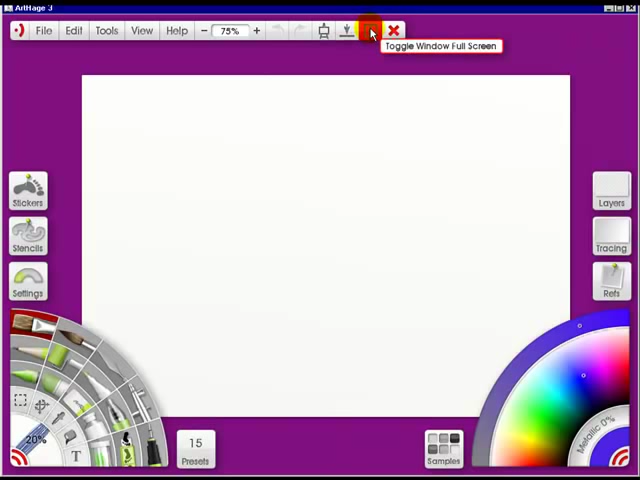 ArtRage 3
File Edit Tools View Help − 75% +
Toggle Window Full Screen
Stickers
Layers
Stencils
Tracing
Settings
Refs
20%
T
15
Presets
Samples
Metallic 0%